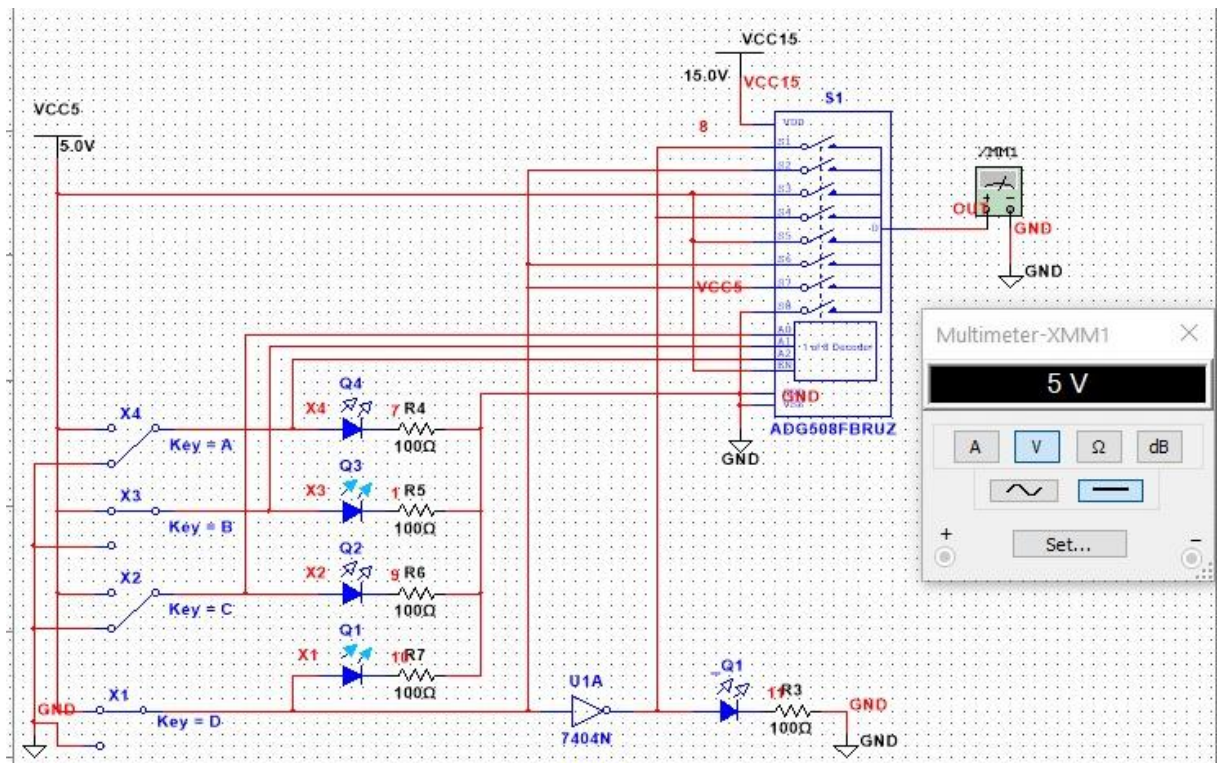 VCC15
15.0V
VCC15
S1
VCC5
5.0V
8
VDD
S1
S2
S3
S4
S5
S6
S7
S8
D
XMM1
OUT
GND
GND
VCC5
A0
A1
A2
EN
1 of 8 Decoder
GND
ADG508FBRUZ
GND
Multimeter-XMM1
5 V
A
V
Ω
dB
Set...
+
-
X4
Key = A
Q4
X4
7
R4
100Ω
X3
Key = B
Q3
X3
1
R5
100Ω
X2
Key = C
Q2
X2
9
R6
100Ω
Q1
X1
10
R7
100Ω
GND
X1
Key = D
U1A
7404N
_Q1
11
R3
100Ω
GND
GND